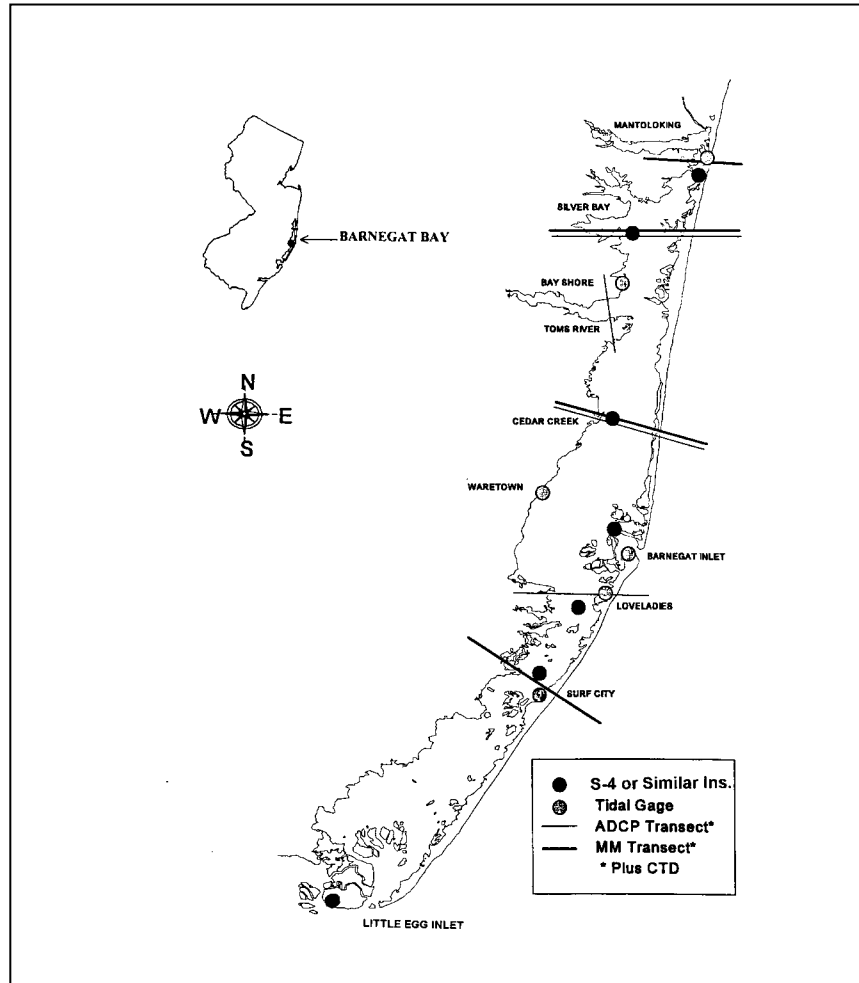 MANTOLOKING
SILVER BAY
BARNEGAT BAY
BAY SHORE
TOMS RIVER
N
W E
S
CEDAR CREEK
WARETOWN
BARNEGAT INLET
LOVELADIES
SURF CITY
S-4 or Similar Ins.
Tidal Gage
ADCP Transect*
MM Transect*
* Plus CTD
LITTLE EGG INLET